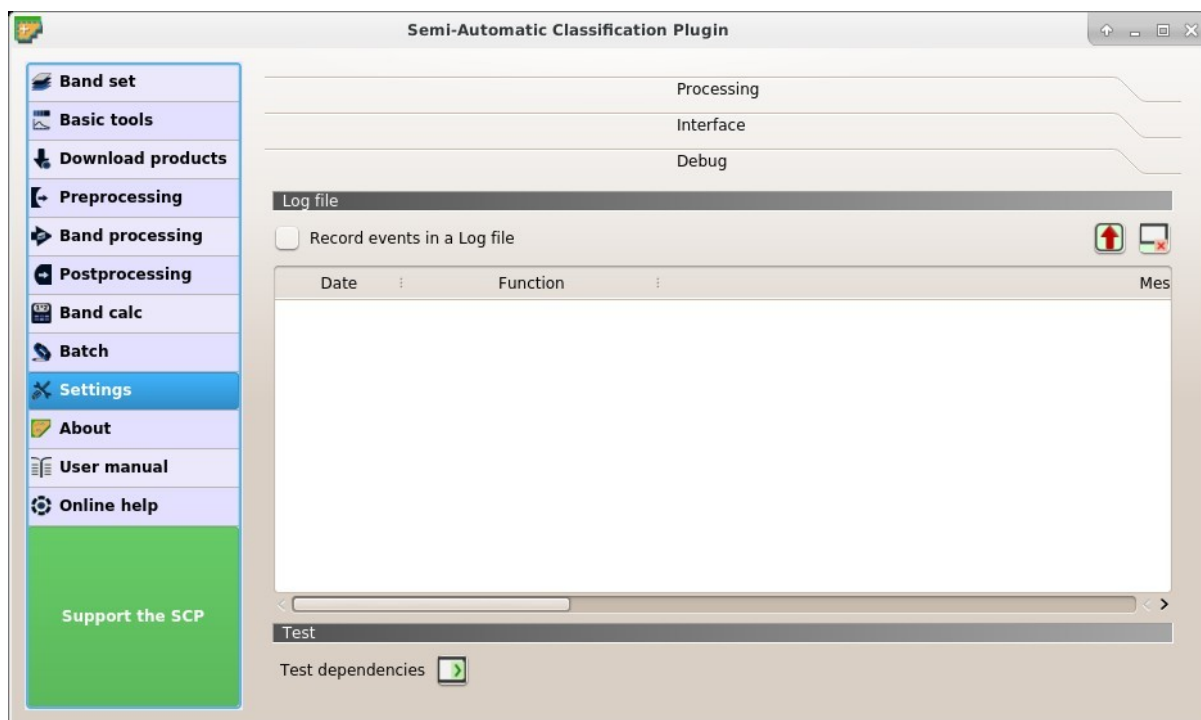 Semi-Automatic Classification Plugin
Band set
Basic tools
Download products
Preprocessing
Band processing
Postprocessing
Band calc
Batch
Settings
About
User manual
Online help
Support the SCP
Processing
Interface
Debug
Log file
Record events in a Log file
Date Function Mes
Test
Test dependencies